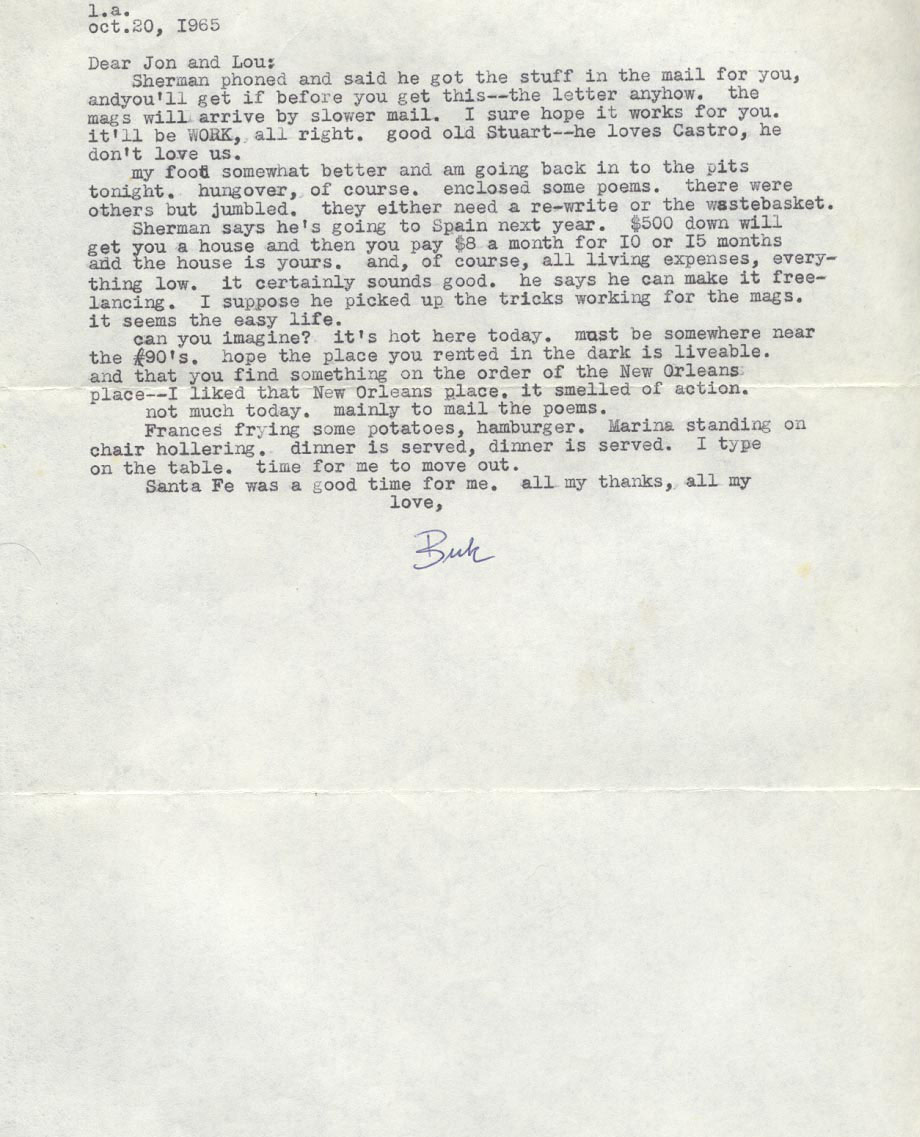 l.a.
oct.20, I965
Dear Jon and Lou:
Sherman phoned and said he got the stuff in the mail for you,
andyou'll get if before you get this--the letter anyhow. the
mags will arrive by slower mail. I sure hope it works for you.
it'll be WORK, all right. good old Stuart--he loves Castro, he
don't love us.
my foot somewhat better and am going back in to the pits
tonight. hungover, of course. enclosed some poems. there were
others but jumbled. they either need a re-write or the wastebasket.
Sherman says he's going to Spain next year. $500 down will
get you a house and then you pay $8 a month for I0 or I5 months
and the house is yours. and, of course, all living expenses, every-
thing low. it certainly sounds good. he says he can make it free-
lancing. I suppose he picked up the tricks working for the mags.
it seems the easy life.
can you imagine? it's hot here today. must be somewhere near
the 90's. hope the place you rented in the dark is liveable.
and that you find something on the order of the New Orleans
place--I liked that New Orleans place. it smelled of action.
not much today. mainly to mail the poems.
Frances frying some potatoes, hamburger. Marina standing on
chair hollering. dinner is served, dinner is served. I type
on the table. time for me to move out.
Santa Fe was a good time for me. all my thanks, all my
love,
Buk